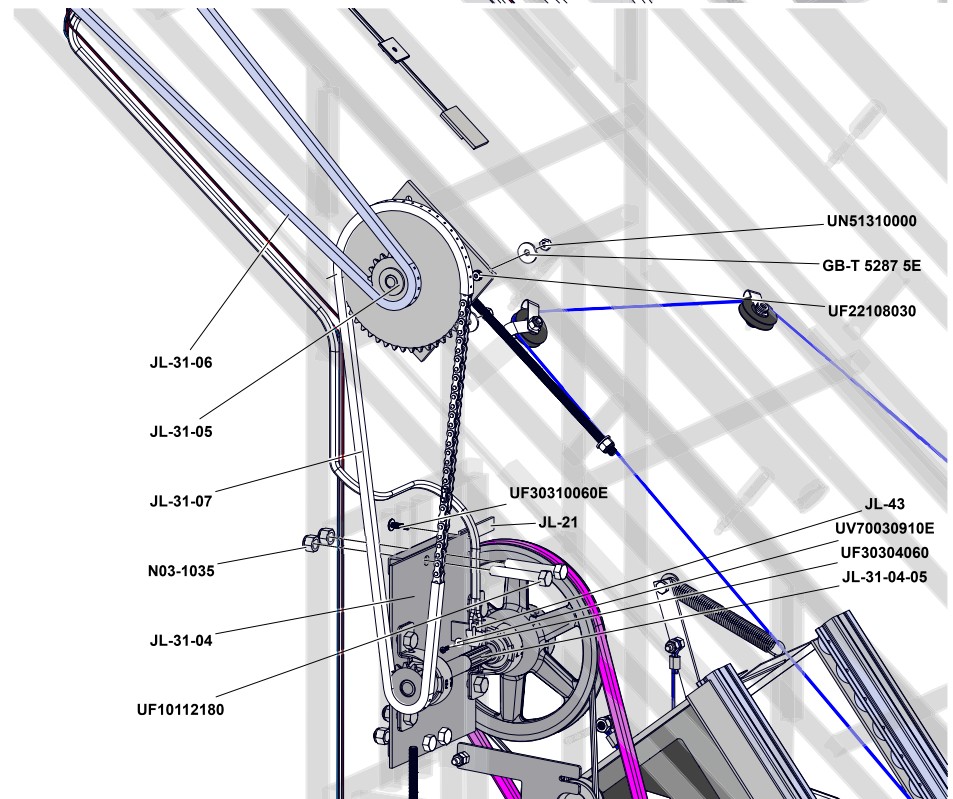 UN51310000
GB-T 5287 5E
UF22108030
JL-31-06
JL-31-05
JL-31-07
UF30310060E
JL-21
JL-43
UV70030910E
UF30304060
JL-31-04-05
N03-1035
JL-31-04
UF10112180